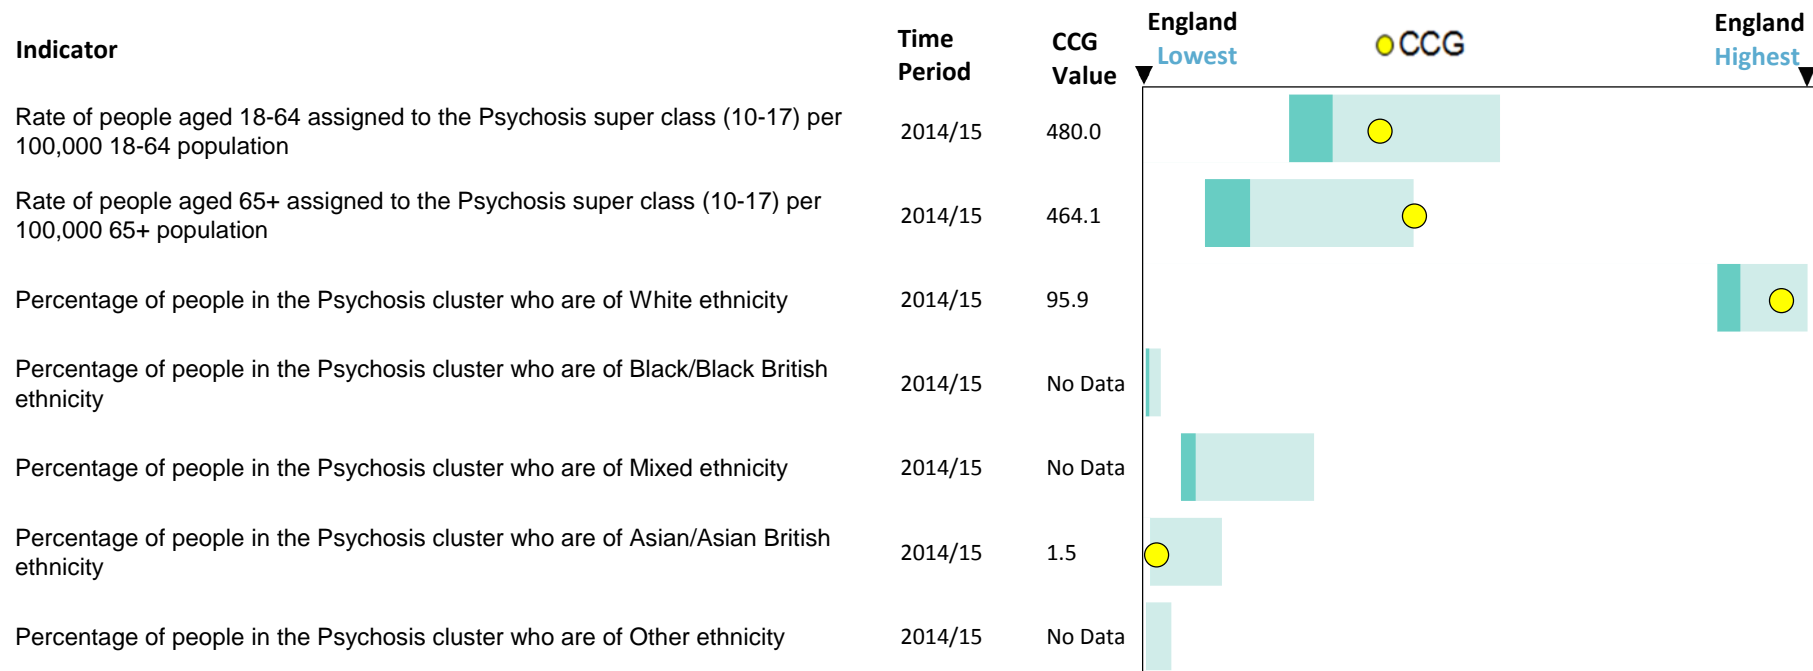 Indicator
Time
Period
CCG
Value
England
Lowest
CCG
England
Highest
Rate of people aged 18-64 assigned to the Psychosis super class (10-17) per
100,000 18-64 population
2014/15
480.0
Rate of people aged 65+ assigned to the Psychosis super class (10-17) per
100,000 65+ population
2014/15
464.1
Percentage of people in the Psychosis cluster who are of White ethnicity
2014/15
95.9
Percentage of people in the Psychosis cluster who are of Black/Black British
ethnicity
2014/15
No Data
Percentage of people in the Psychosis cluster who are of Mixed ethnicity
2014/15
No Data
Percentage of people in the Psychosis cluster who are of Asian/Asian British
ethnicity
2014/15
1.5
Percentage of people in the Psychosis cluster who are of Other ethnicity
2014/15
No Data